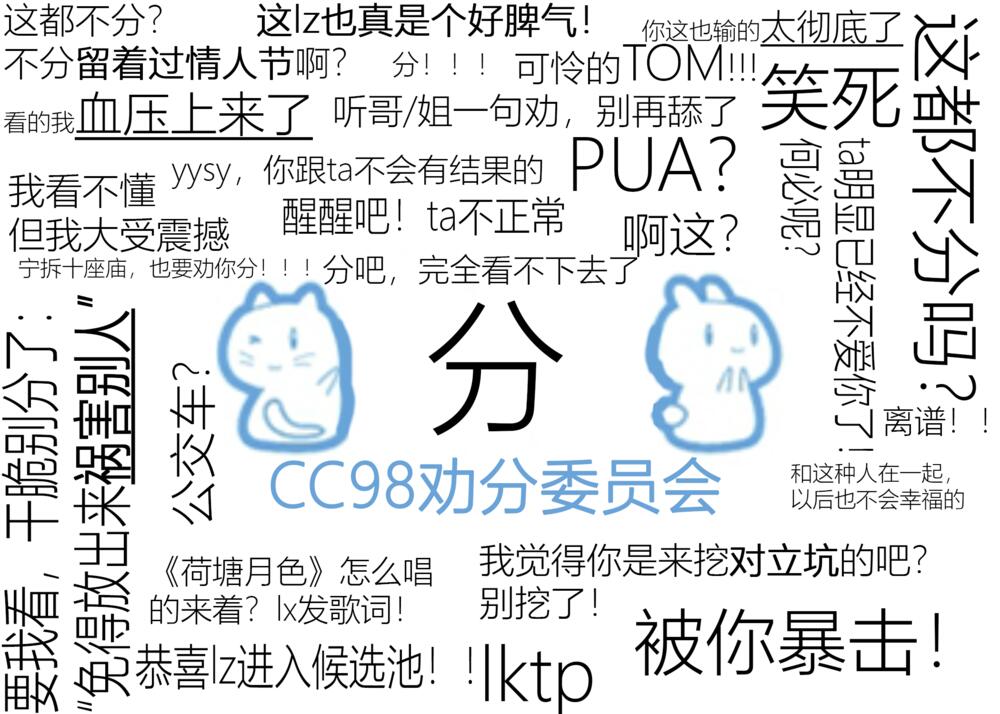 这都不分？
这lz也真是个好脾气！
你这也输的太彻底了
不分留着过情人节啊？
分！！！
可怜的TOM!!!
看的我血压上来了
听哥/姐一句劝，别再舔了
笑死
这都不分吗？
我看不懂
但我大受震撼
yysy，你跟ta不会有结果的
PUA？
ta明显已经不爱你了！
何必呢？
醒醒吧！ta不正常
啊这？
宁拆十座庙，也要劝你分！！！
分吧，完全看不下去了
分
CC98劝分委员会
要我看，干脆别分了：
“免得放出来祸害别人”
公交车？
离谱！！
和这种人在一起，
以后也不会幸福的
《荷塘月色》怎么唱
的来着？lx发歌词！
我觉得你是来挖对立坑的吧？
别挖了！
恭喜lz进入候选池！！
lktp
被你暴击！